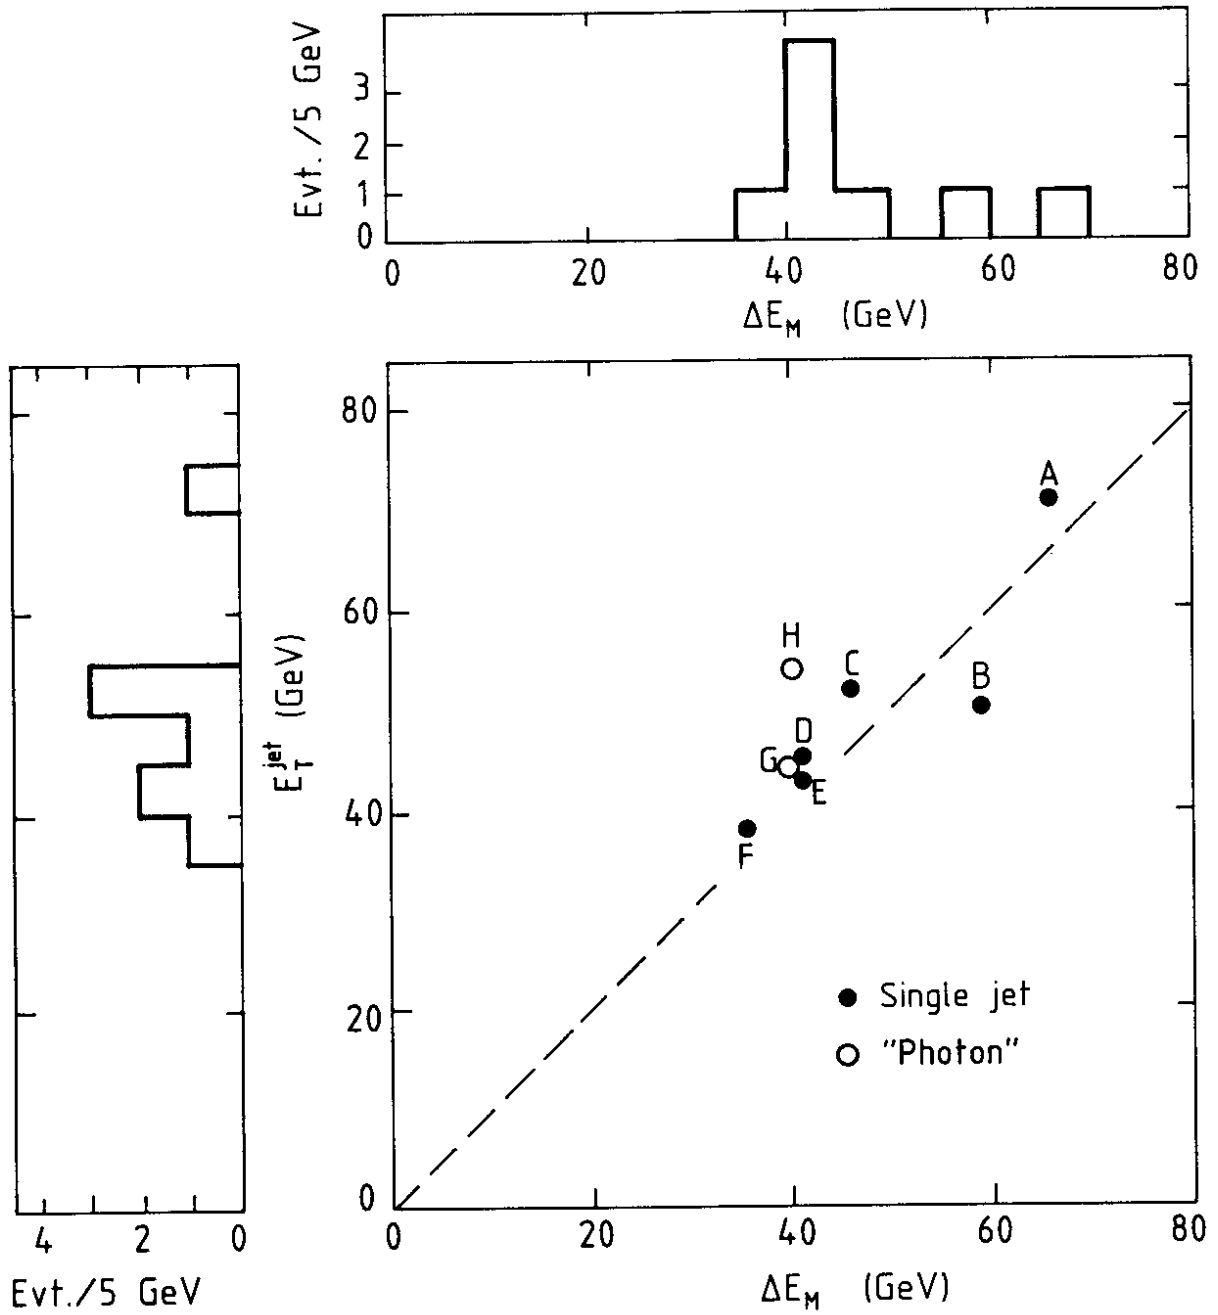 Evt./5 GeV
3
2
1
0
0 20 40 60 80
ΔE_M (GeV)
E_T^jet (GeV)
80
60
40
20
0
A
H
C
B
D
G
E
F
● Single jet
○ "Photon"
4 2 0
Evt./5 GeV
0 20 40 60 80
ΔE_M (GeV)